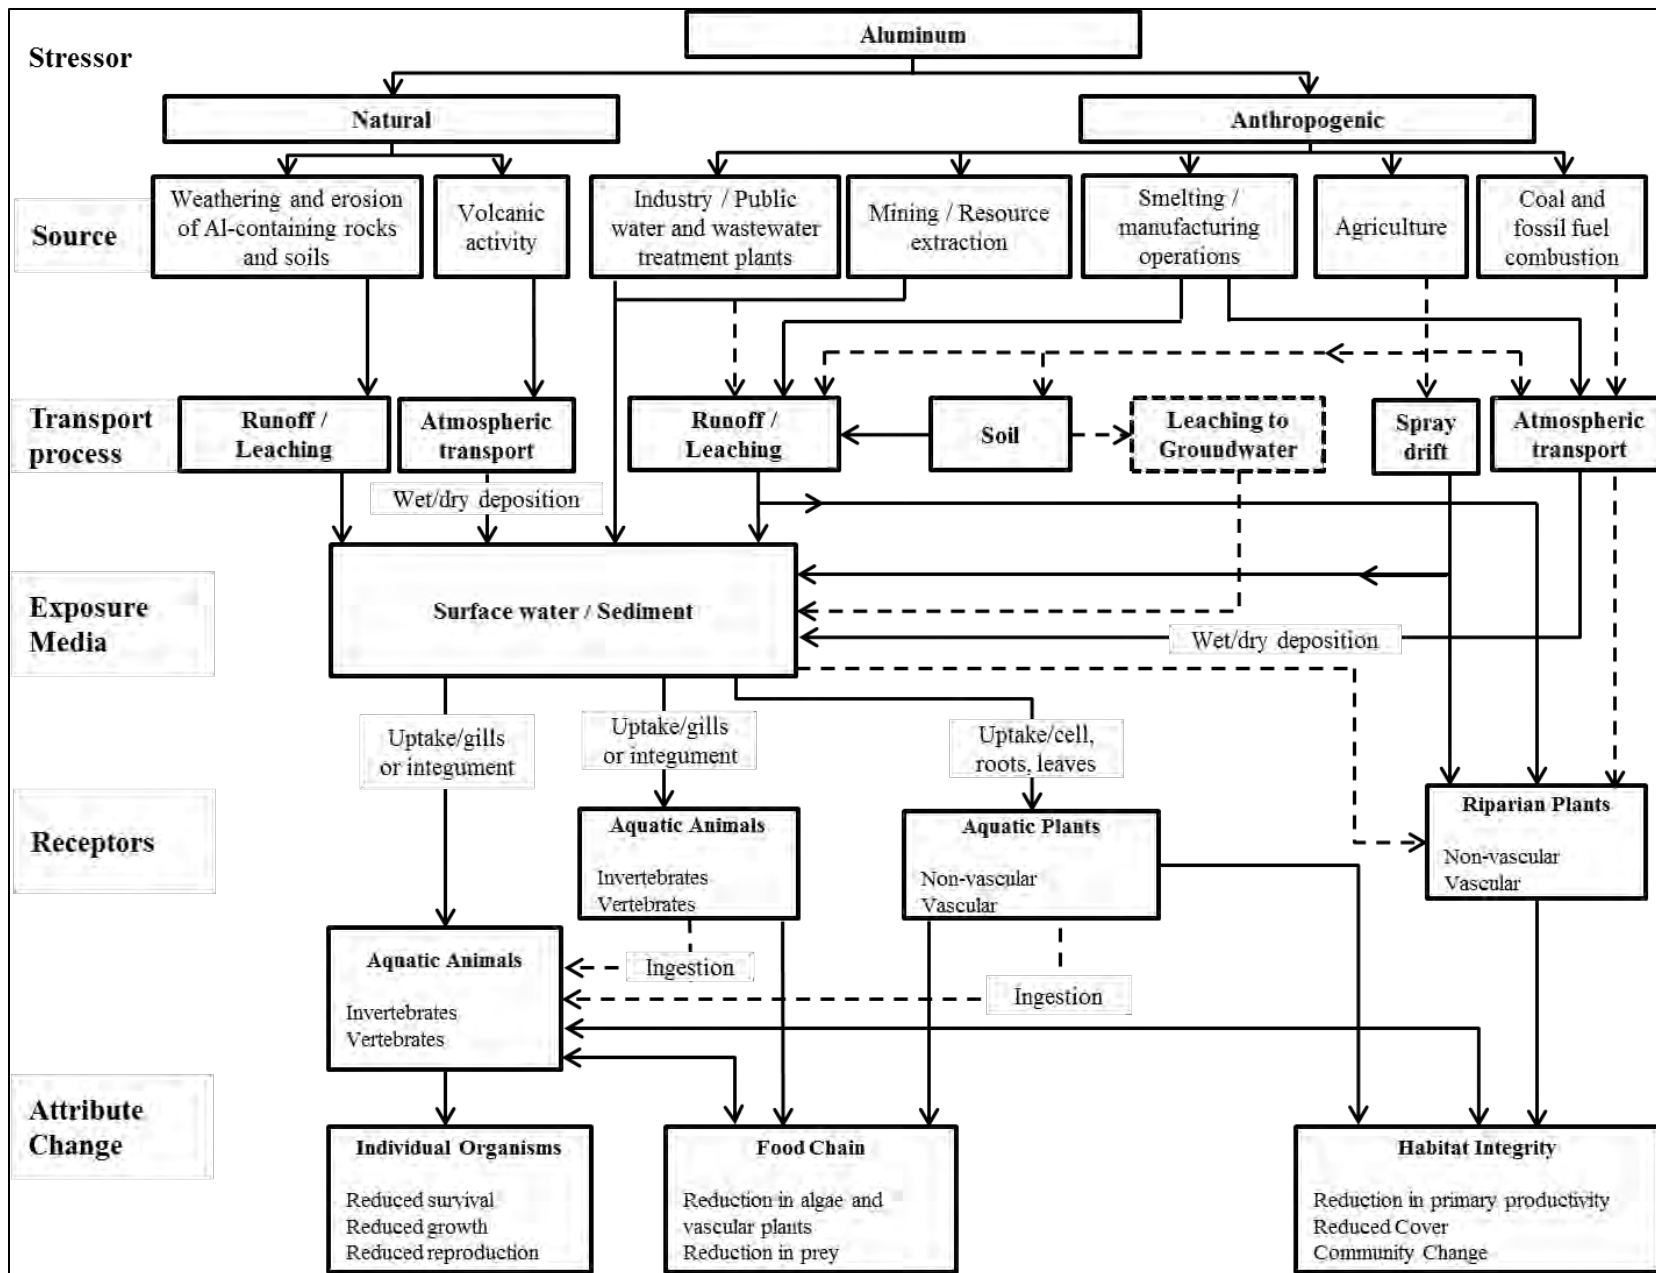 Aluminum
Stressor
Natural
Anthropogenic
Source
Weathering and erosion
of Al-containing rocks
and soils
Volcanic
activity
Industry / Public
water and wastewater
treatment plants
Mining / Resource
extraction
Smelting /
manufacturing
operations
Agriculture
Coal and
fossil fuel
combustion
Transport
process
Runoff /
Leaching
Atmospheric
transport
Runoff /
Leaching
Soil
Leaching to
Groundwater
Spray
drift
Atmospheric
transport
Wet/dry deposition
Exposure
Media
Surface water / Sediment
Wet/dry deposition
Uptake/gills
or integument
Uptake/gills
or integument
Uptake/cell,
roots, leaves
Receptors
Aquatic Animals
Invertebrates
Vertebrates
Aquatic Plants
Non-vascular
Vascular
Riparian Plants
Non-vascular
Vascular
Aquatic Animals
Invertebrates
Vertebrates
Ingestion
Ingestion
Attribute
Change
Individual Organisms
Reduced survival
Reduced growth
Reduced reproduction
Food Chain
Reduction in algae and
vascular plants
Reduction in prey
Habitat Integrity
Reduction in primary productivity
Reduced Cover
Community Change